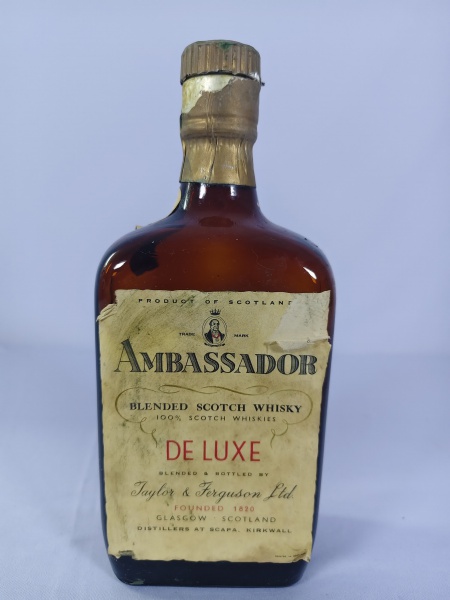 PRODUCT OF SCOTLAND
TRADE MARK
AMBASSADOR
BLENDED SCOTCH WHISKY
100% SCOTCH WHISKIES
DE LUXE
BLENDED & BOTTLED BY
Taylor & Ferguson Ltd
FOUNDED 1820
GLASGOW SCOTLAND
DISTILLERS AT SCAPA, KIRKWALL